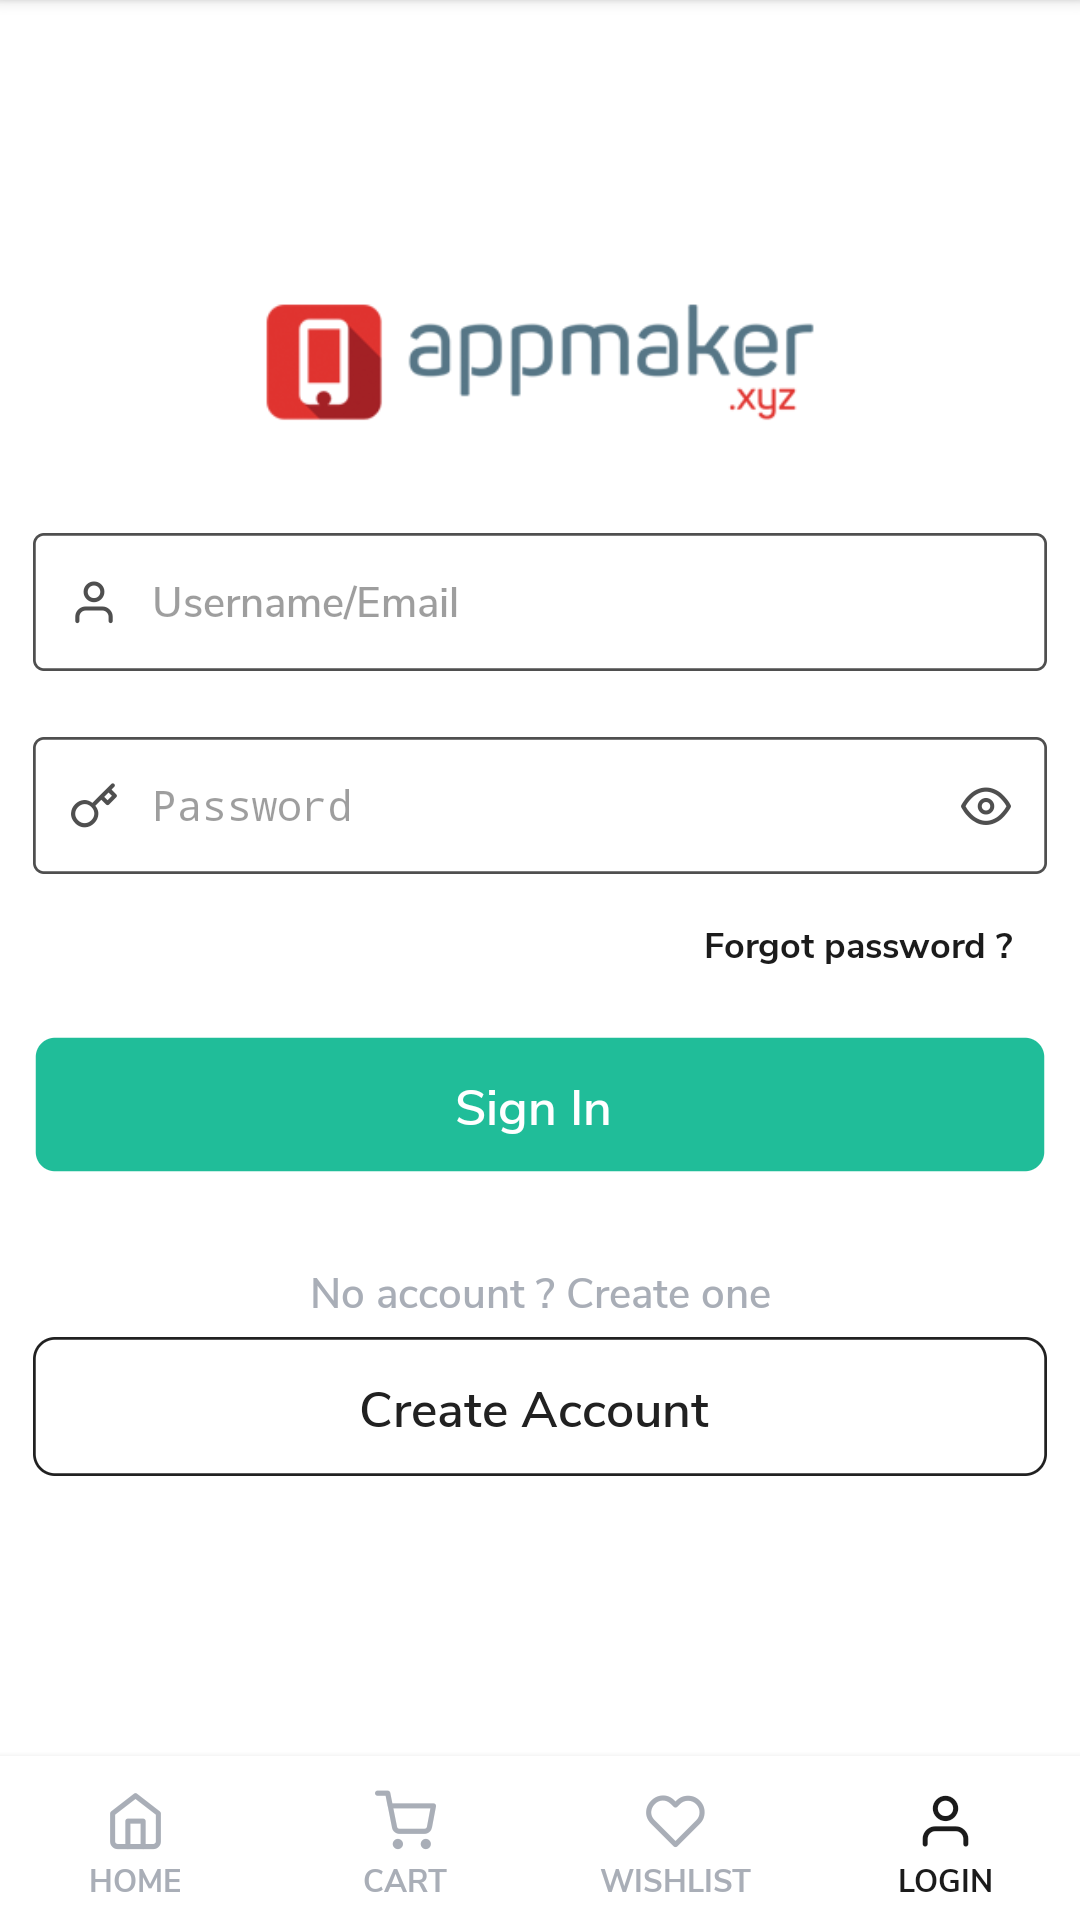 appmaker
.xyz
Username/Email
Password
Forgot password ?
Sign In
No account ? Create one
Create Account
HOME
CART
WISHLIST
LOGIN